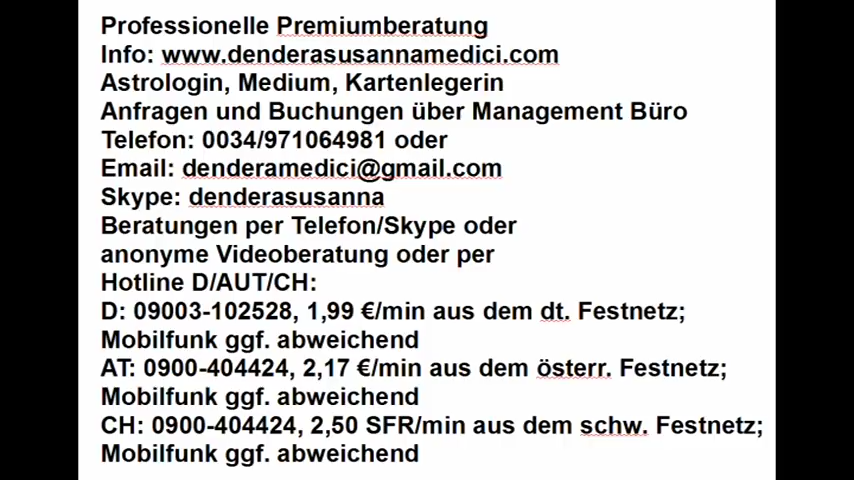 Professionelle Premiumberatung
Info: www.denderasusannamedici.com
Astrologin, Medium, Kartenlegerin
Anfragen und Buchungen über Management Büro
Telefon: 0034/971064981 oder
Email: denderamedici@gmail.com
Skype: denderasusanna
Beratungen per Telefon/Skype oder
anonyme Videoberatung oder per
Hotline D/AUT/CH:
D: 09003-102528, 1,99 €/min aus dem dt. Festnetz;
Mobilfunk ggf. abweichend
AT: 0900-404424, 2,17 €/min aus dem österr. Festnetz;
Mobilfunk ggf. abweichend
CH: 0900-404424, 2,50 SFR/min aus dem schw. Festnetz;
Mobilfunk ggf. abweichend